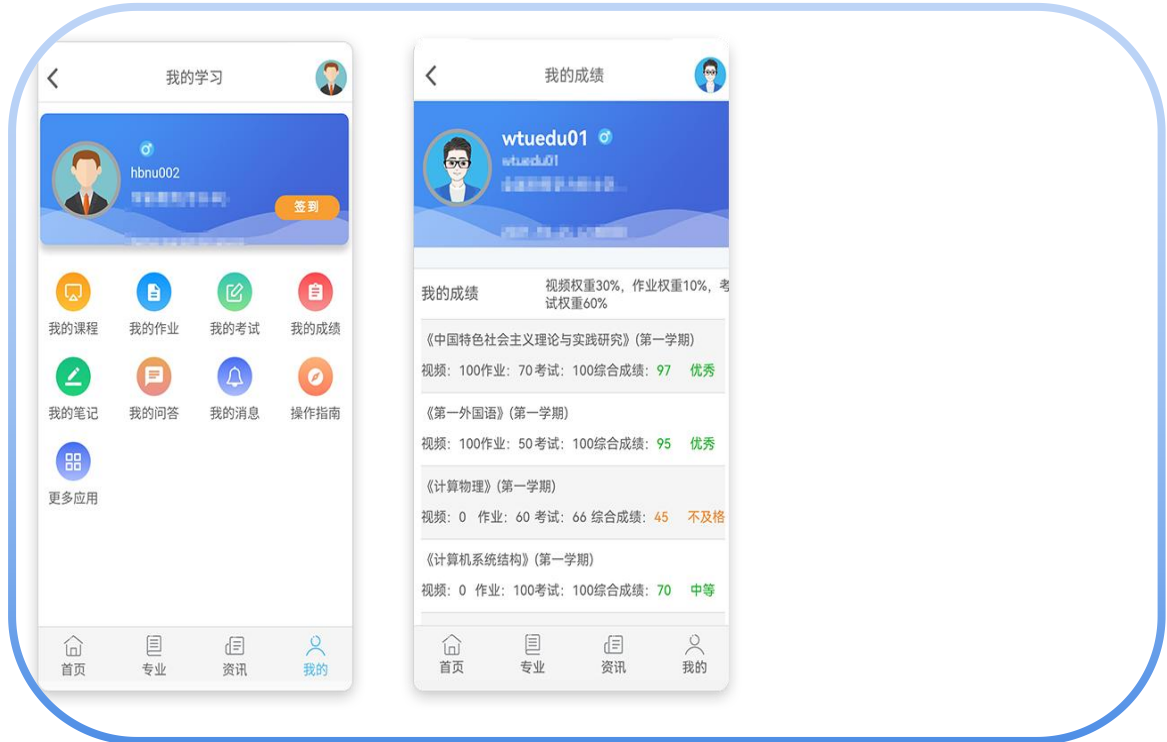 我的学习
hbnu002
签到
我的课程 我的作业 我的考试 我的成绩
我的笔记 我的问答 我的消息 操作指南
更多应用
首页 专业 资讯 我的
我的成绩
wtuedu01
wtuedu01
我的成绩
视频权重30%，作业权重10%，考
试权重60%
《中国特色社会主义理论与实践研究》(第一学期)
视频：100作业：70考试：100综合成绩：97 优秀
《第一外国语》(第一学期)
视频：100作业：50考试：100综合成绩：95 优秀
《计算物理》(第一学期)
视频：0 作业：60 考试：66 综合成绩：45 不及格
《计算机系统结构》(第一学期)
视频：0 作业：100考试：100综合成绩：70 中等
首页 专业 资讯 我的